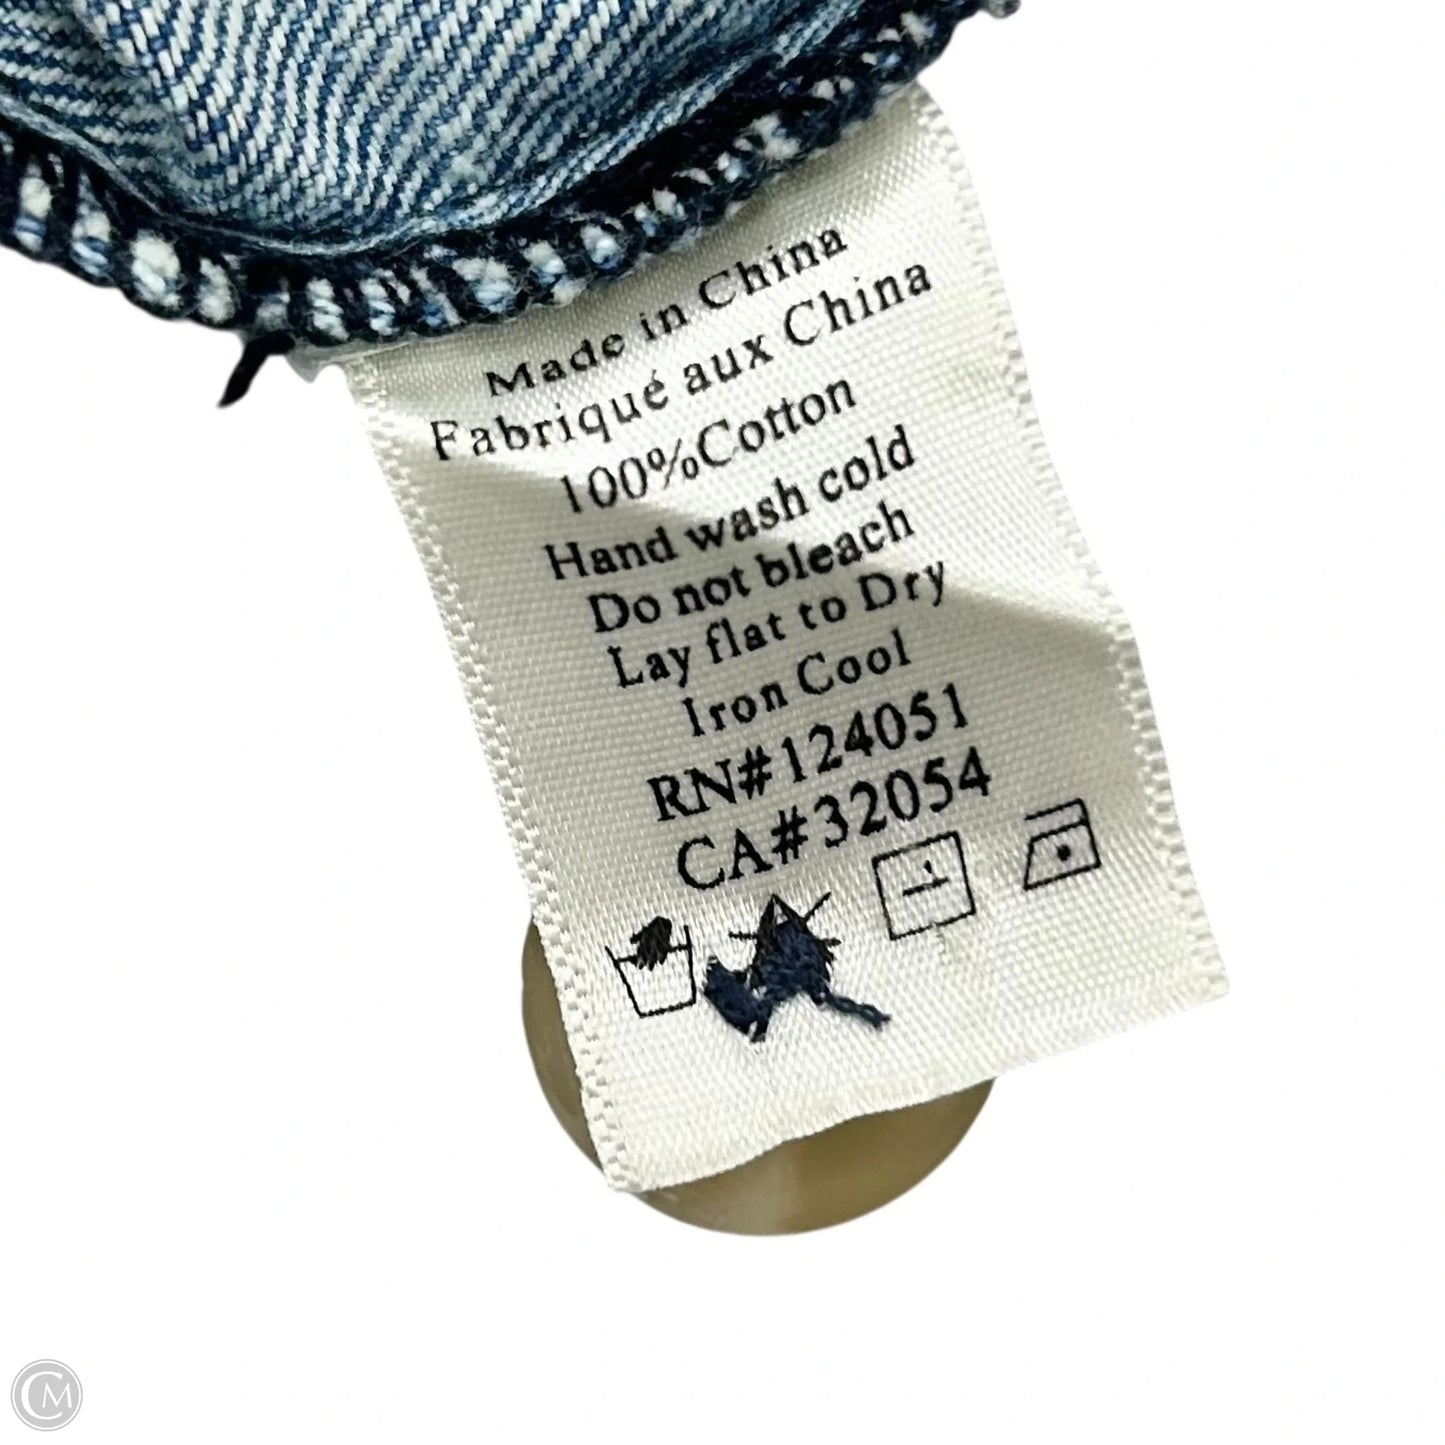 Made in China
Fabriqué aux China
100%Cotton
Hand wash cold
Do not bleach
Lay flat to Dry
Iron Cool
RN#124051
CA#32054
CM